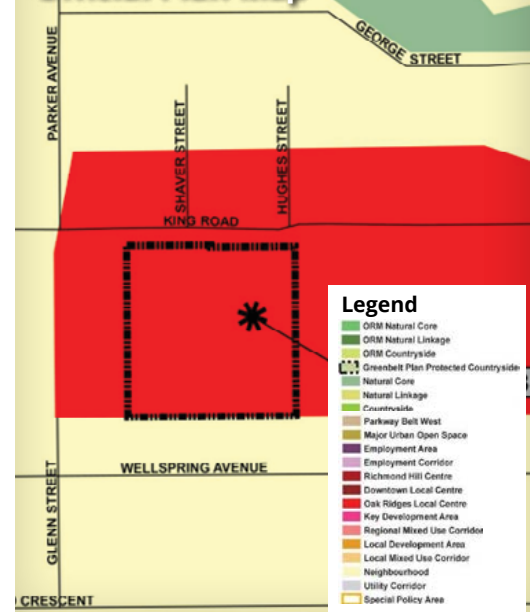 Official Plan Map
GEORGE STREET
PARKER AVENUE
SHAVER STREET
HUGHES STREET
KING ROAD
Legend
ORM Natural Core
ORM Natural Linkage
ORM Countryside
Greenbelt Plan Protected Countryside
Natural Core
Natural Linkage
Countryside
Parkway Belt West
Major Urban Open Space
Employment Area
Employment Corridor
Richmond Hill Centre
Downtown Local Centre
Oak Ridges Local Centre
Key Development Area
Regional Mixed Use Corridor
Local Development Area
Local Mixed Use Corridor
Neighbourhood
Utility Corridor
Special Policy Area
WELLSPRING AVENUE
GLENN STREET
CRESCENT